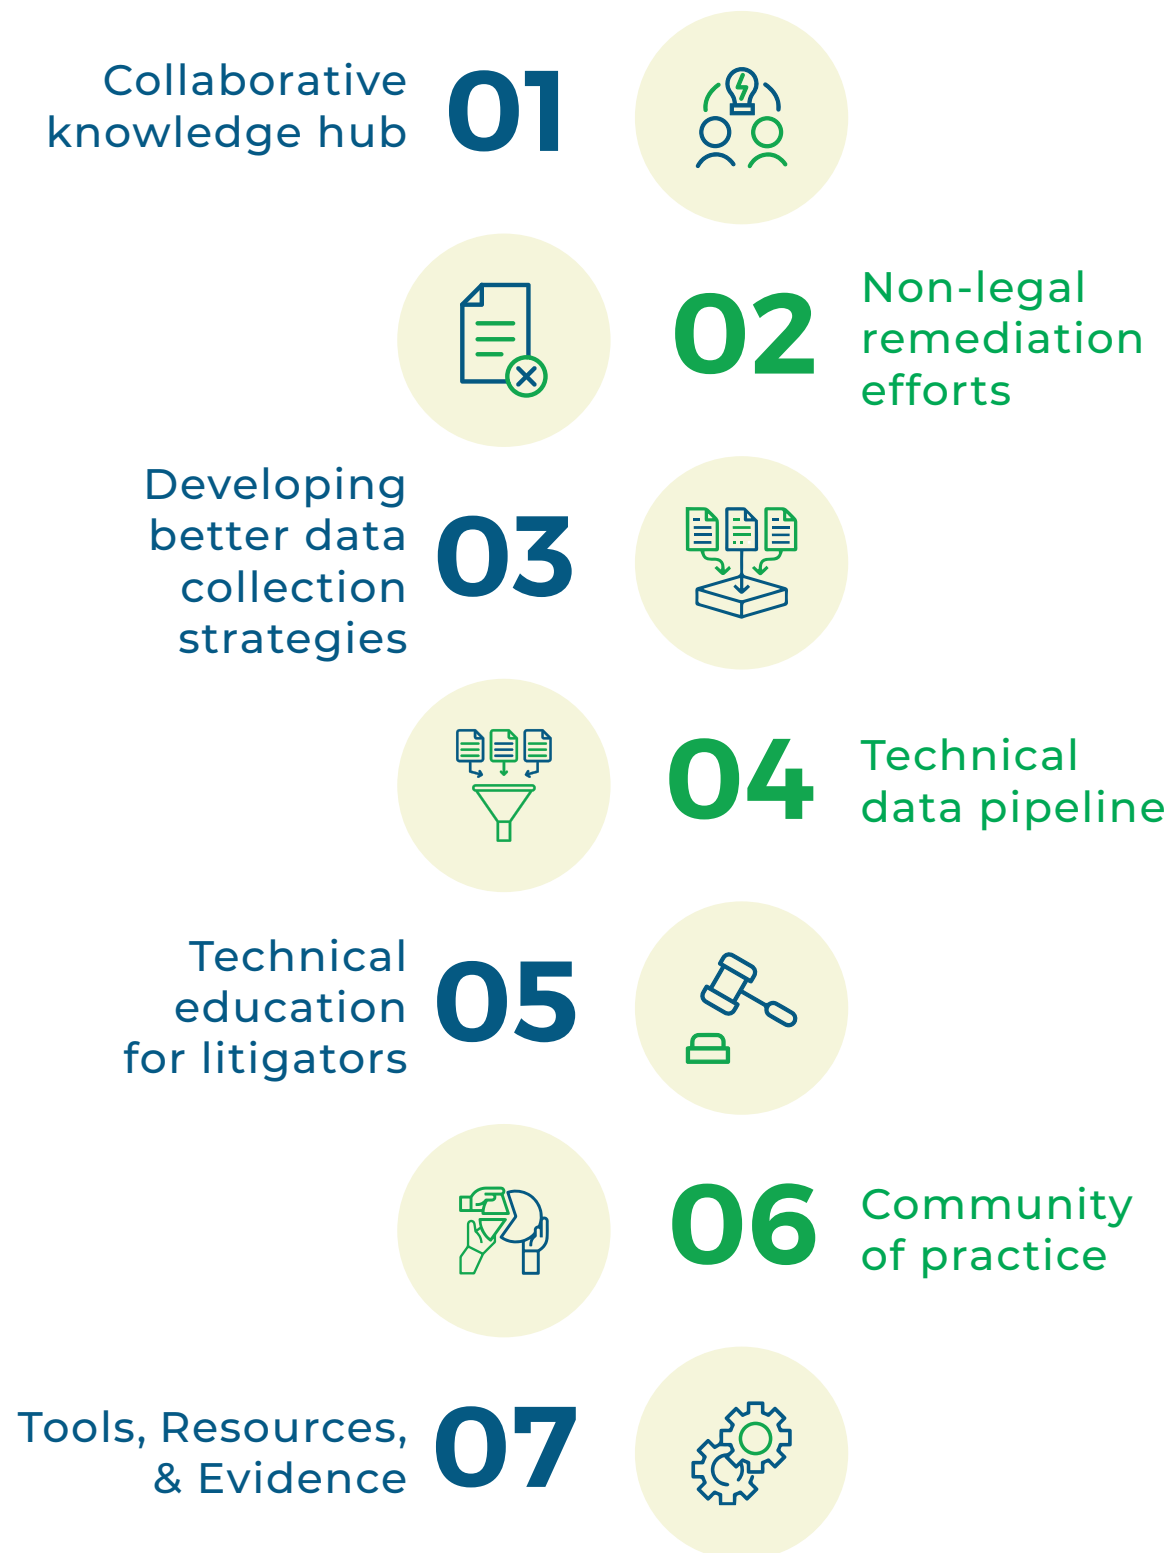 Collaborative
knowledge hub
01
02
Non-legal
remediation
efforts
Developing
better data
collection
strategies
03
04
Technical
data pipeline
Technical
education
for litigators
05
06
Community
of practice
Tools, Resources,
& Evidence
07